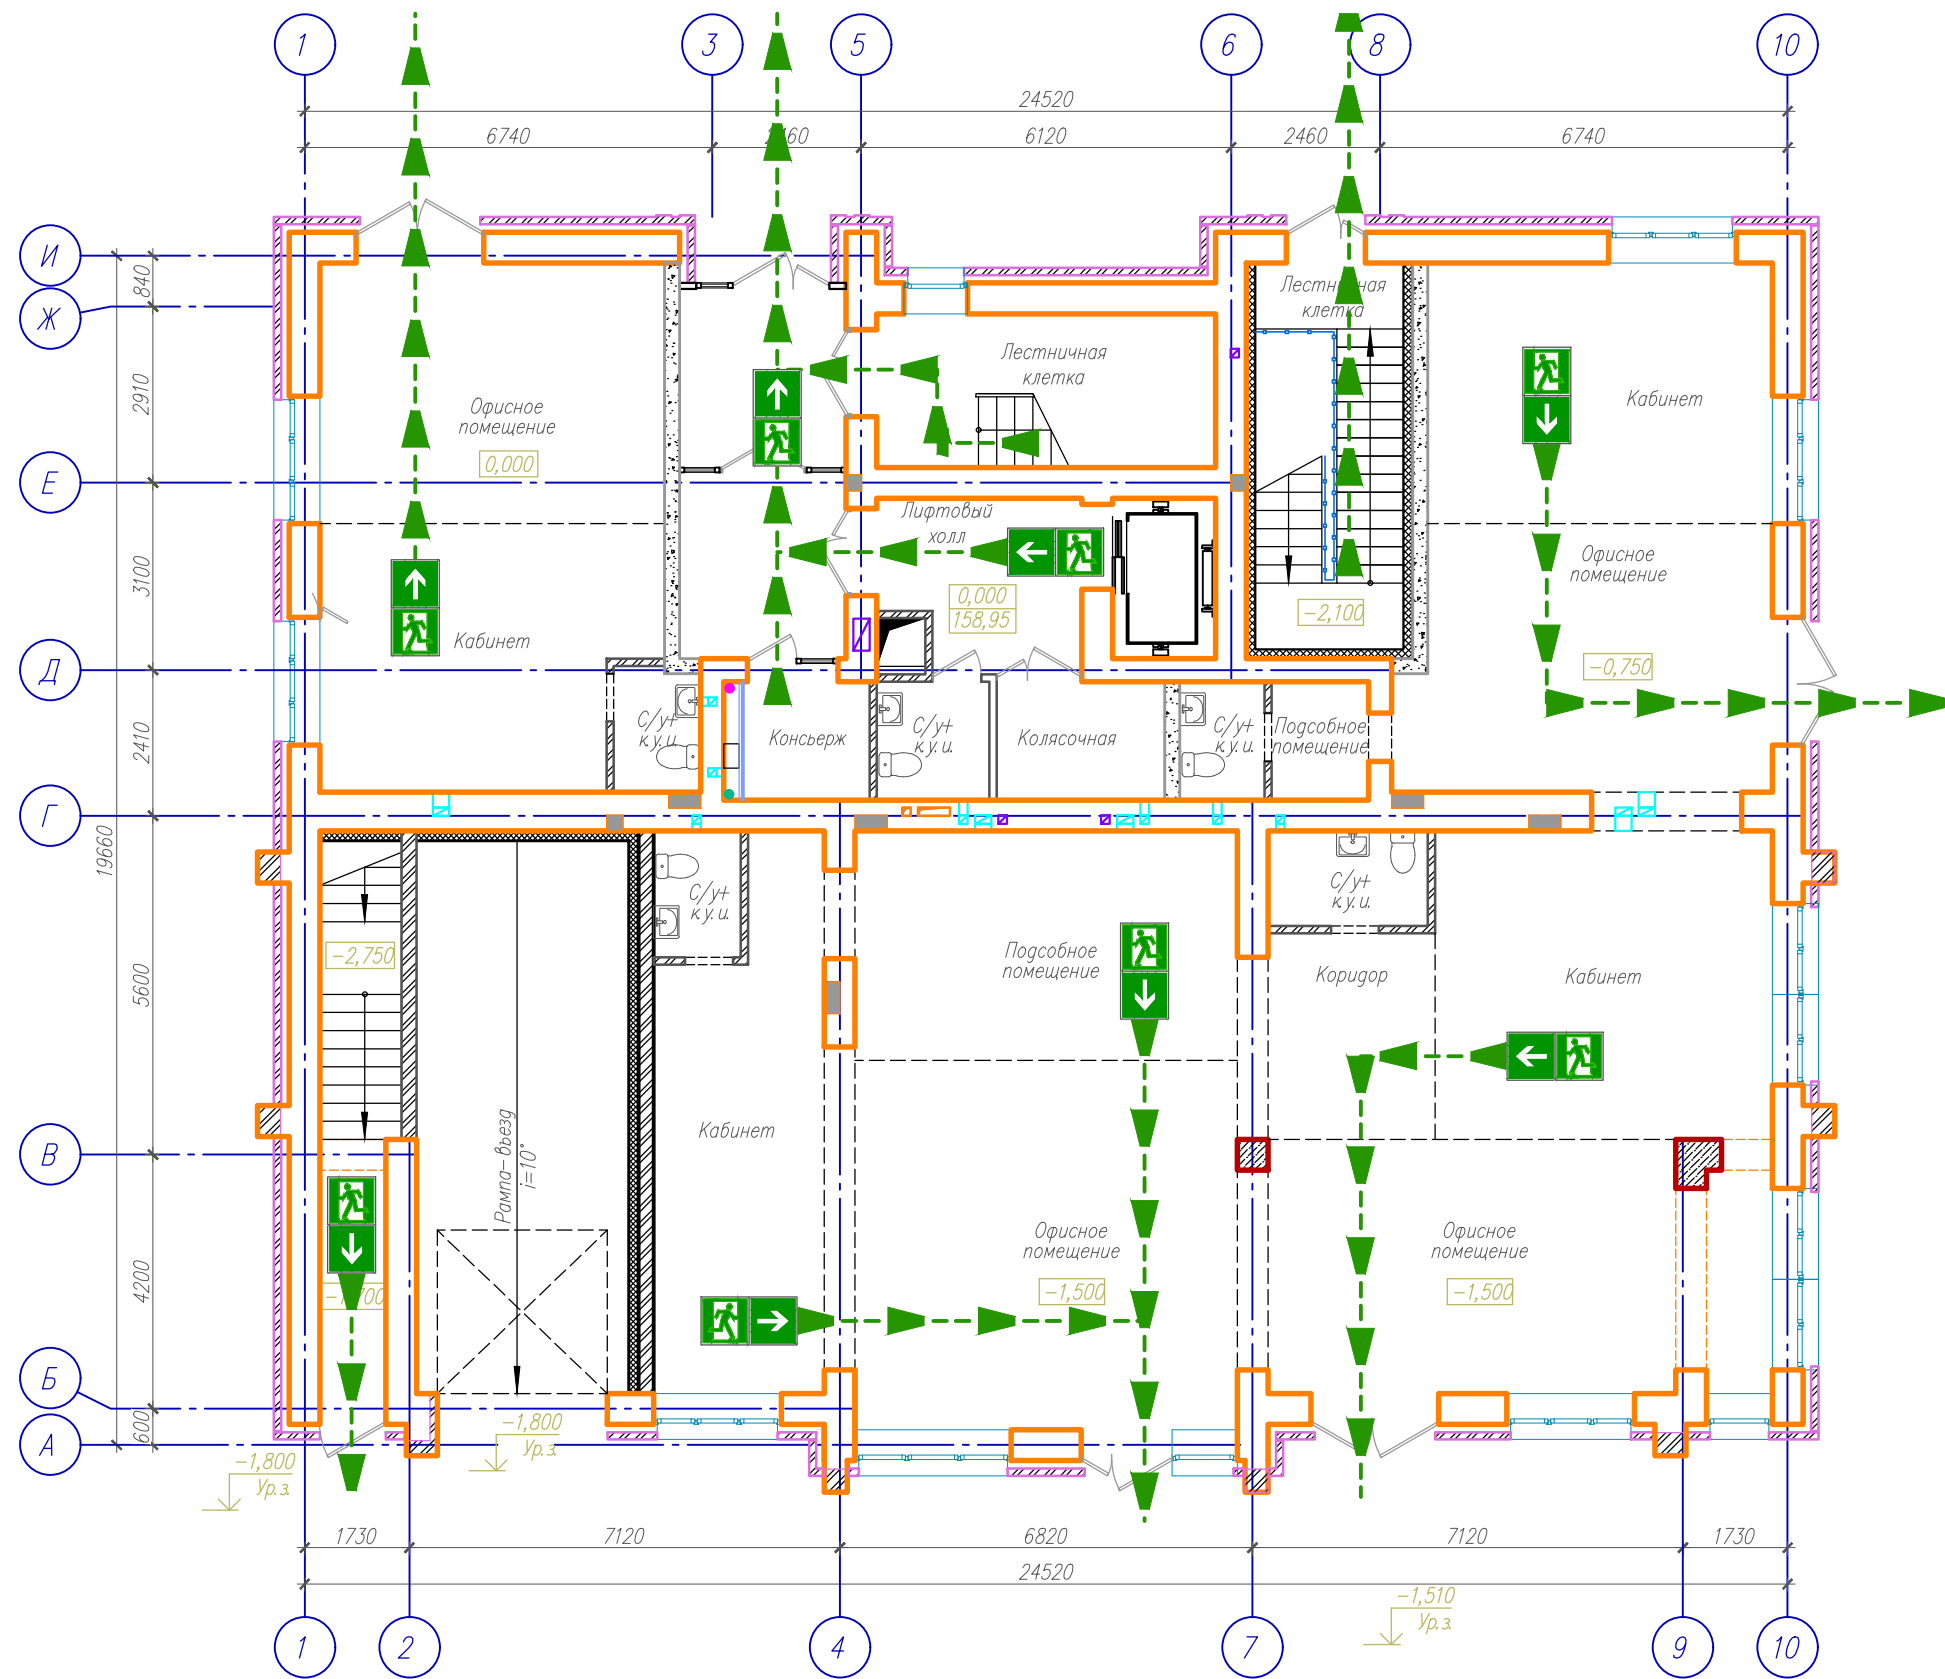 1
3
5
6
8
10
24520
6740
2460
6120
2460
6740
И
Ж
Е
Д
Г
В
Б
А
840
2910
3100
2410
19660
5600
4200
600
Лестничная
клетка
Лестничная
клетка
Офисное
помещение
0,000
Кабинет
Кабинет
Лифтовый
холл
0,000
158,95
-2,100
Офисное
помещение
-0,750
С/у+
к.у.и.
Консьерж
С/у+
к.у.и.
Колясочная
С/у+
к.у.и.
Подсобное
помещение
-2,750
С/у+
к.у.и.
С/у+
к.у.и.
Подсобное
помещение
Коридор
Кабинет
Рампа-въезд
i=10°
Кабинет
Офисное
помещение
-1,500
Офисное
помещение
-1,500
-1,800
Ур.з.
-1,800
Ур.з.
1730
7120
6820
7120
1730
24520
-1,510
Ур.з.
1
2
4
7
9
10